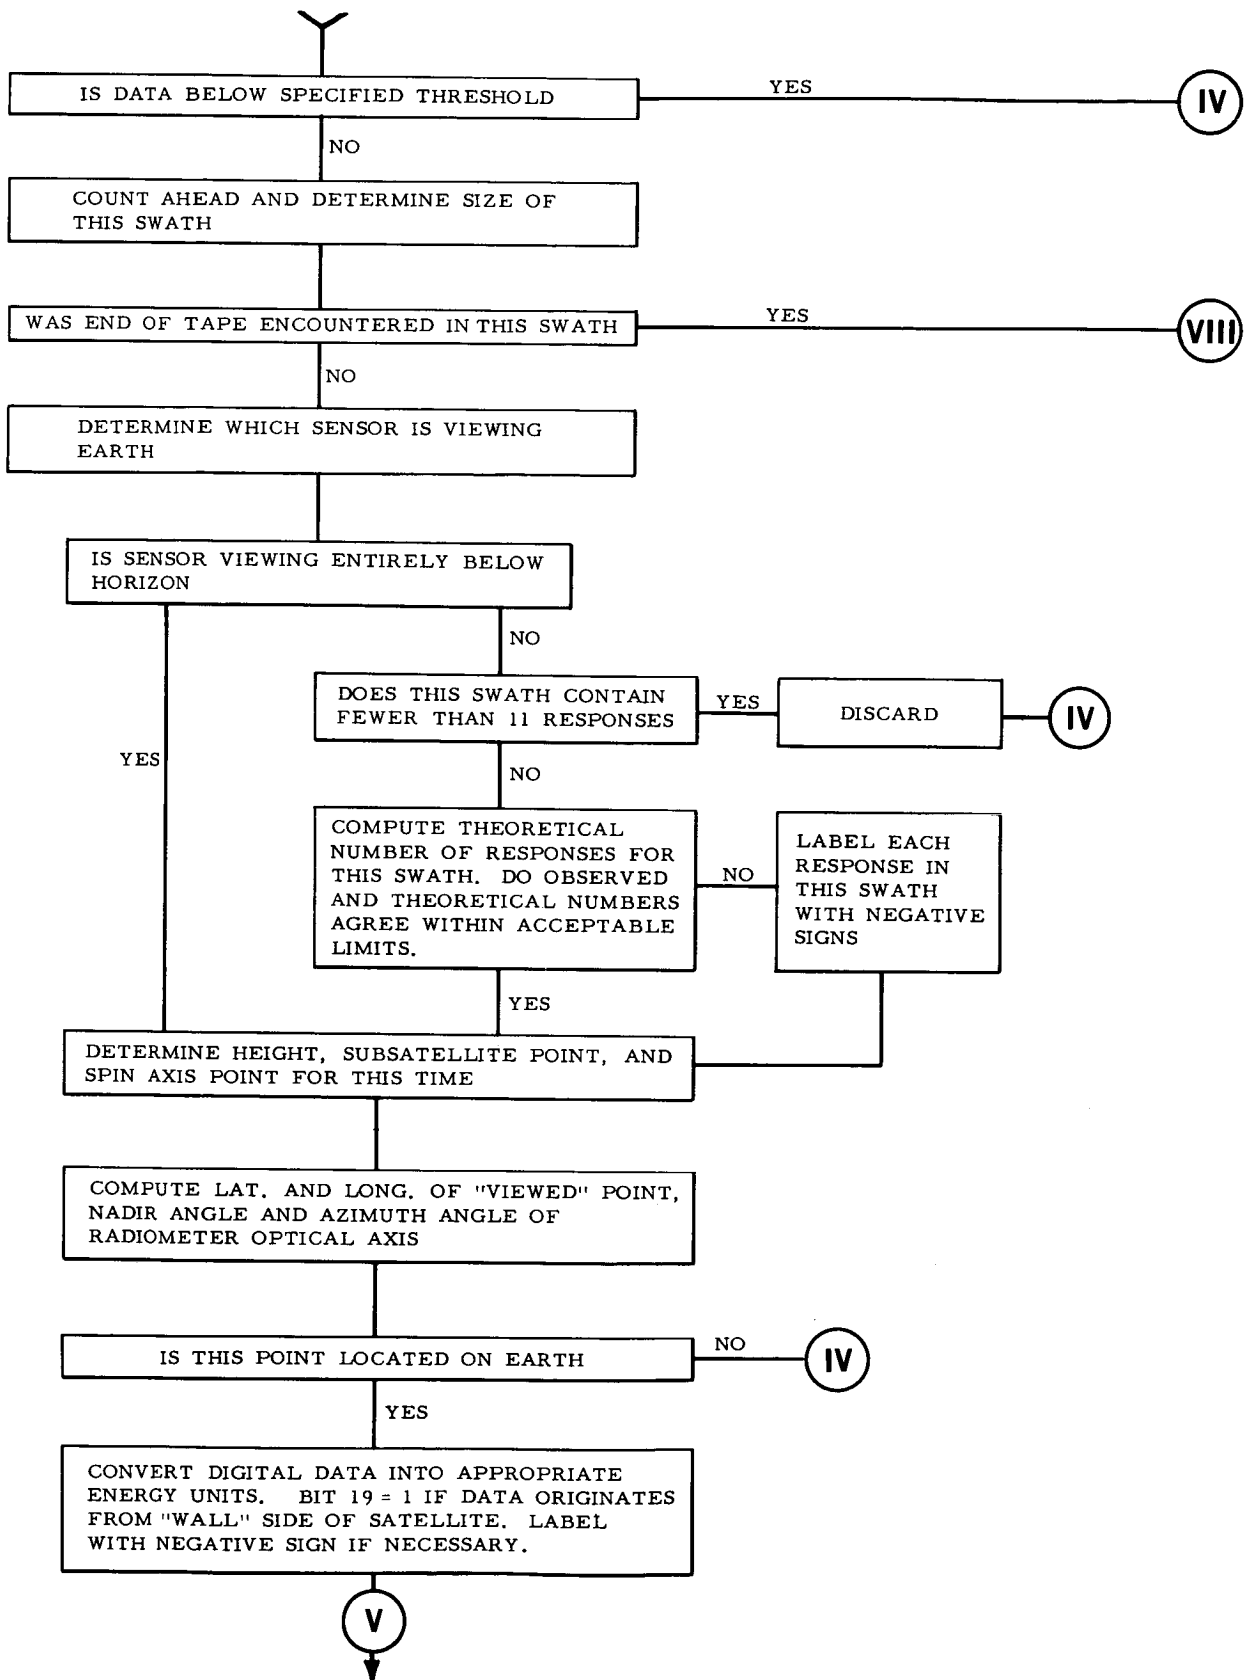 IS DATA BELOW SPECIFIED THRESHOLD
YES
IV
NO
COUNT AHEAD AND DETERMINE SIZE OF
THIS SWATH
WAS END OF TAPE ENCOUNTERED IN THIS SWATH
YES
VIII
NO
DETERMINE WHICH SENSOR IS VIEWING
EARTH
IS SENSOR VIEWING ENTIRELY BELOW
HORIZON
NO
DOES THIS SWATH CONTAIN
FEWER THAN 11 RESPONSES
YES
DISCARD
IV
YES
NO
COMPUTE THEORETICAL
NUMBER OF RESPONSES FOR
THIS SWATH. DO OBSERVED
AND THEORETICAL NUMBERS
AGREE WITHIN ACCEPTABLE
LIMITS.
NO
LABEL EACH
RESPONSE IN
THIS SWATH
WITH NEGATIVE
SIGNS
YES
DETERMINE HEIGHT, SUBSATELLITE POINT, AND
SPIN AXIS POINT FOR THIS TIME
COMPUTE LAT. AND LONG. OF "VIEWED" POINT,
NADIR ANGLE AND AZIMUTH ANGLE OF
RADIOMETER OPTICAL AXIS
IS THIS POINT LOCATED ON EARTH
NO
IV
YES
CONVERT DIGITAL DATA INTO APPROPRIATE
ENERGY UNITS. BIT 19 = 1 IF DATA ORIGINATES
FROM "WALL" SIDE OF SATELLITE. LABEL
WITH NEGATIVE SIGN IF NECESSARY.
V